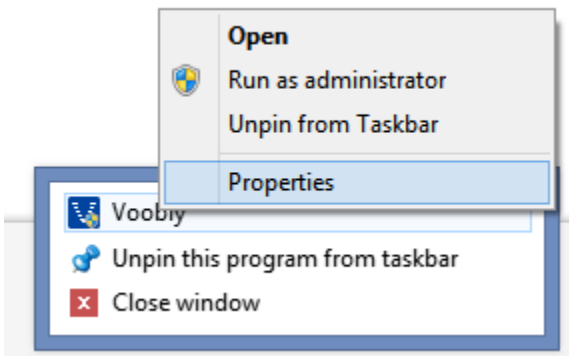 Open
Run as administrator
Unpin from Taskbar
Properties
Voobly
Unpin this program from taskbar
Close window